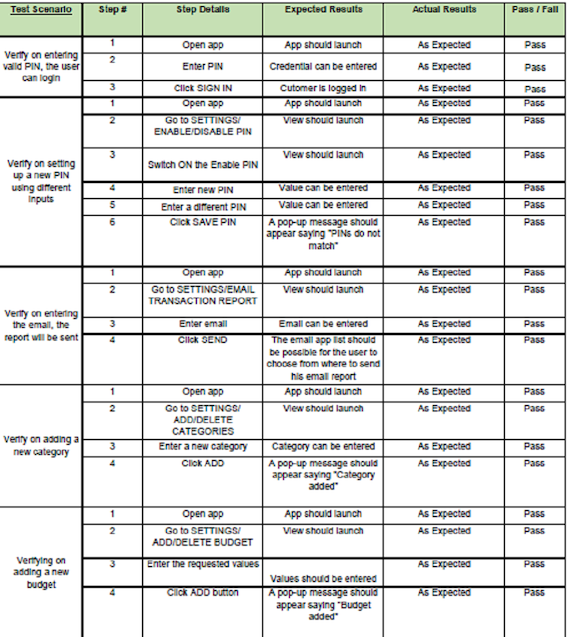 Test Scenario Step # Step Details Expected Results Actual Results Pass / Fail
Verify on entering valid PIN, the user can login
1 Open app App should launch As Expected Pass
2 Enter PIN Credential can be entered As Expected Pass
3 Click SIGN IN Cutomer is logged in As Expected Pass
Verify on setting up a new PIN using different inputs
1 Open app App should launch As Expected Pass
2 Go to SETTINGS/ ENABLE/DISABLE PIN View should launch As Expected Pass
3 Switch ON the Enable PIN View should launch As Expected Pass
4 Enter new PIN Value can be entered As Expected Pass
5 Enter a different PIN Value can be entered As Expected Pass
6 Click SAVE PIN A pop-up message should appear saying "PINs do not match" As Expected Pass
Verify on entering the email, the report will be sent
1 Open app App should launch As Expected Pass
2 Go to SETTINGS/EMAIL TRANSACTION REPORT View should launch As Expected Pass
3 Enter email Email can be entered As Expected Pass
4 Click SEND The email app list should be possible for the user to choose from where to send his email report As Expected Pass
Verify on adding a new category
1 Open app App should launch As Expected Pass
2 Go to SETTINGS/ ADD/DELETE CATEGORIES View should launch As Expected Pass
3 Enter a new category Category can be entered As Expected Pass
4 Click ADD A pop-up message should appear saying "Category added" As Expected Pass
Verifying on adding a new budget
1 Open app App should launch As Expected Pass
2 Go to SETTINGS/ ADD/DELETE BUDGET View should launch As Expected Pass
3 Enter the requested values Values should be entered As Expected Pass
4 Click ADD button A pop-up message should appear saying "Budget added" As Expected Pass